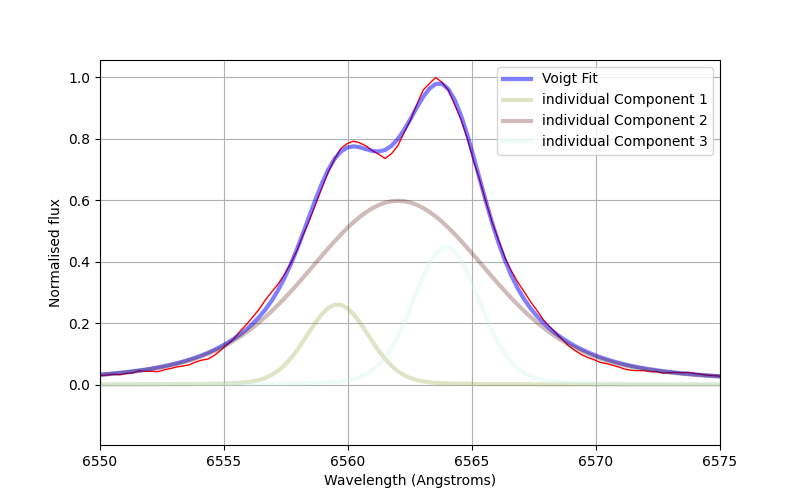 Normalised flux
1.0
0.8
0.6
0.4
0.2
0.0
Voigt Fit
individual Component 1
individual Component 2
individual Component 3
6550 6555 6560 6565 6570 6575
Wavelength (Angstroms)